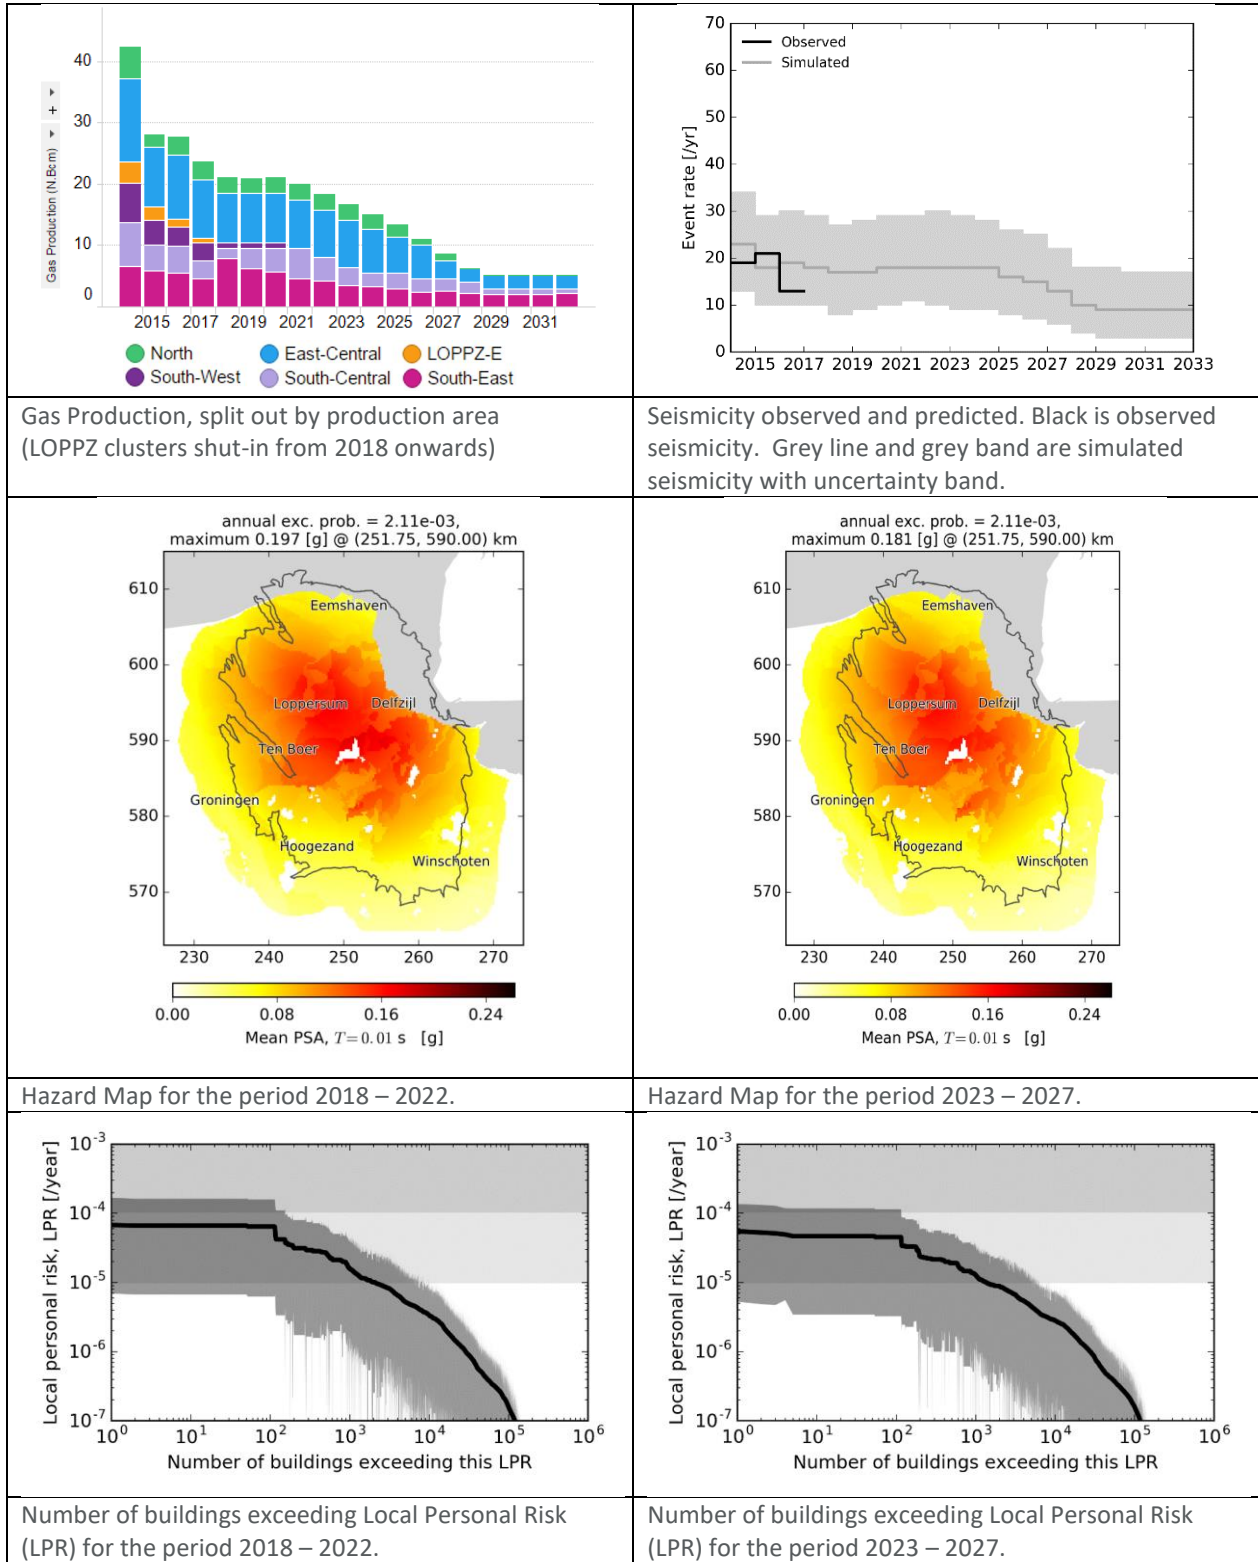 40
30
20
10
0
Gas Production (N.Bcm)
+
2015 2017 2019 2021 2023 2025 2027 2029 2031
North East-Central LOPPZ-E
South-West South-Central South-East
70
60
50
40
30
20
10
0
Event rate [/yr]
Observed
Simulated
2015 2017 2019 2021 2023 2025 2027 2029 2031 2033
Gas Production, split out by production area
(LOPPZ clusters shut-in from 2018 onwards)
Seismicity observed and predicted. Black is observed
seismicity. Grey line and grey band are simulated
seismicity with uncertainty band.
annual exc. prob. = 2.11e-03,
maximum 0.197 [g] @ (251.75, 590.00) km
610
600
590
580
570
Eemshaven
Loppersum Delfzijl
Ten Boer
Groningen
Hoogezand
Winschoten
230 240 250 260 270
0.00 0.08 0.16 0.24
Mean PSA, T=0.01 s [g]
annual exc. prob. = 2.11e-03,
maximum 0.181 [g] @ (251.75, 590.00) km
610
600
590
580
570
Eemshaven
Loppersum Delfzijl
Ten Boer
Groningen
Hoogezand
Winschoten
230 240 250 260 270
0.00 0.08 0.16 0.24
Mean PSA, T=0.01 s [g]
Hazard Map for the period 2018 – 2022.
Hazard Map for the period 2023 – 2027.
10⁻³
10⁻⁴
10⁻⁵
10⁻⁶
10⁻⁷
Local personal risk, LPR [/year]
10⁰ 10¹ 10² 10³ 10⁴ 10⁵ 10⁶
Number of buildings exceeding this LPR
10⁻³
10⁻⁴
10⁻⁵
10⁻⁶
10⁻⁷
Local personal risk, LPR [/year]
10⁰ 10¹ 10² 10³ 10⁴ 10⁵ 10⁶
Number of buildings exceeding this LPR
Number of buildings exceeding Local Personal Risk
(LPR) for the period 2018 – 2022.
Number of buildings exceeding Local Personal Risk
(LPR) for the period 2023 – 2027.